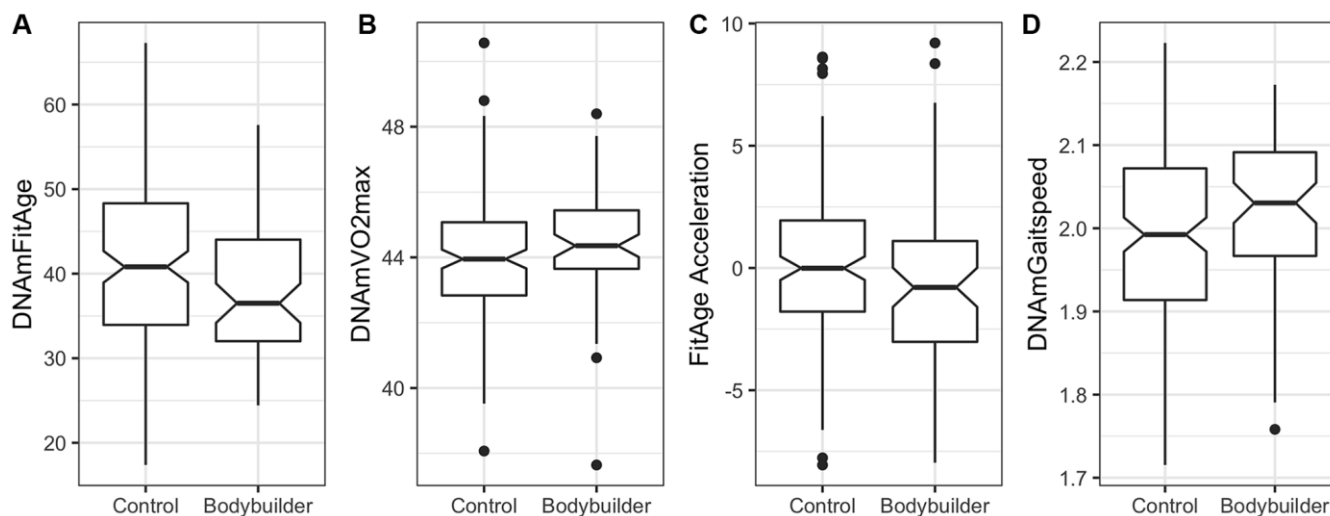 A
DNAmFitAge
60
50
40
30
20
Control Bodybuilder
B
DNAmVO2max
48
44
40
Control Bodybuilder
C
FitAge Acceleration
10
5
0
-5
Control Bodybuilder
D
DNAmGaitspeed
2.2
2.1
2.0
1.9
1.8
1.7
Control Bodybuilder